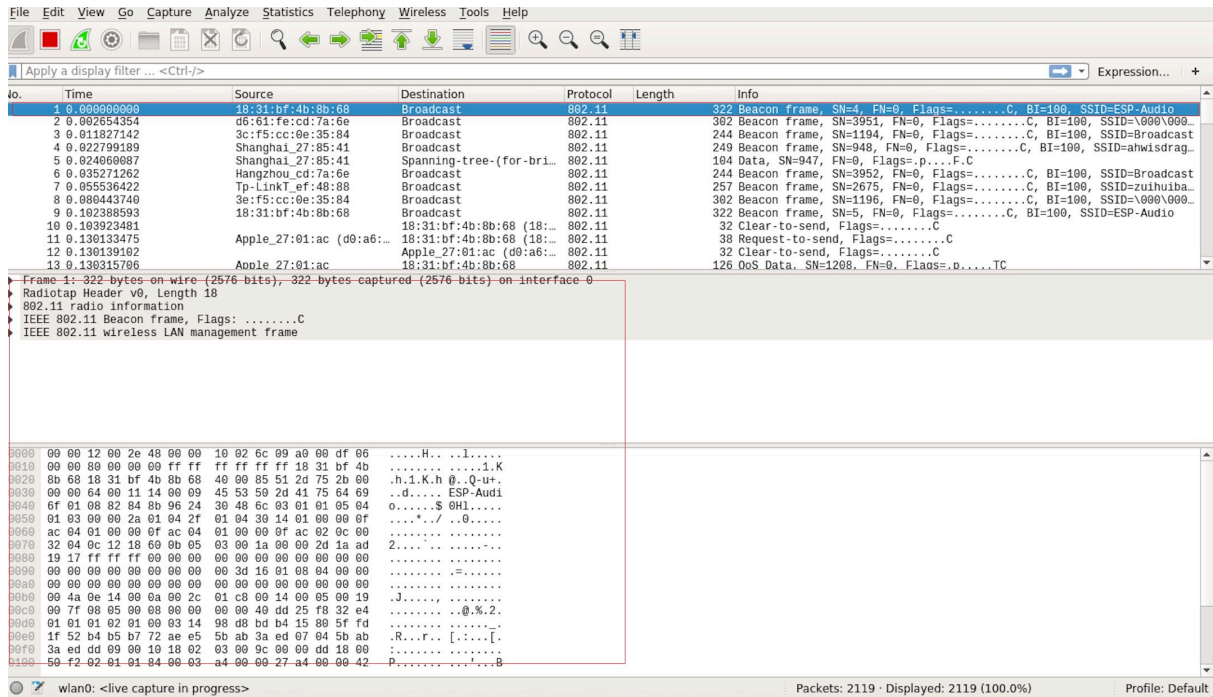 File Edit View Go Capture Analyze Statistics Telephony Wireless Tools Help
Apply a display filter ... <Ctrl-/> Expression... +
No. Time Source Destination Protocol Length Info
1 0.000000000 18:31:bf:4b:8b:68 Broadcast 802.11 322 Beacon frame, SN=4, FN=0, Flags=........C, BI=100, SSID=ESP-Audio
2 0.002654354 d6:61:fe:cd:7a:6e Broadcast 802.11 302 Beacon frame, SN=3951, FN=0, Flags=........C, BI=100, SSID=\000\000…
3 0.011827142 3c:f5:cc:0e:35:84 Broadcast 802.11 244 Beacon frame, SN=1194, FN=0, Flags=........C, BI=100, SSID=Broadcast
4 0.022799189 Shanghai_27:85:41 Broadcast 802.11 249 Beacon frame, SN=948, FN=0, Flags=........C, BI=100, SSID=ahwisdrag…
5 0.024060087 Shanghai_27:85:41 Spanning-tree-(for-bri… 802.11 104 Data, SN=947, FN=0, Flags=.p....F.C
6 0.035271262 Hangzhou_cd:7a:6e Broadcast 802.11 244 Beacon frame, SN=3952, FN=0, Flags=........C, BI=100, SSID=Broadcast
7 0.055536422 Tp-LinkT_ef:48:88 Broadcast 802.11 257 Beacon frame, SN=2675, FN=0, Flags=........C, BI=100, SSID=zuihuiba…
8 0.080443740 3e:f5:cc:0e:35:84 Broadcast 802.11 302 Beacon frame, SN=1196, FN=0, Flags=........C, BI=100, SSID=\000\000…
9 0.102388593 18:31:bf:4b:8b:68 Broadcast 802.11 322 Beacon frame, SN=5, FN=0, Flags=........C, BI=100, SSID=ESP-Audio
10 0.103923481 18:31:bf:4b:8b:68 (18:… 802.11 32 Clear-to-send, Flags=........C
11 0.130133475 Apple_27:01:ac (d0:a6:… 18:31:bf:4b:8b:68 (18:… 802.11 38 Request-to-send, Flags=........C
12 0.130139102 Apple_27:01:ac (d0:a6:… 802.11 32 Clear-to-send, Flags=........C
13 0.130315706 Apple_27:01:ac 18:31:bf:4b:8b:68 802.11 126 QoS Data, SN=1208, FN=0, Flags=.p.....TC
Frame 1: 322 bytes on wire (2576 bits), 322 bytes captured (2576 bits) on interface 0
Radiotap Header v0, Length 18
802.11 radio information
IEEE 802.11 Beacon frame, Flags: ........C
IEEE 802.11 wireless LAN management frame
0000 00 00 12 00 2e 48 00 00 10 02 6c 09 a0 00 df 06 .....H.. ..l.....
0010 00 00 80 00 00 00 ff ff ff ff ff ff 18 31 bf 4b ........ .....1.K
0020 8b 68 18 31 bf 4b 8b 68 40 00 85 51 2d 75 2b 00 .h.1.K.h @..Q-u+.
0030 00 00 64 00 11 14 00 09 45 53 50 2d 41 75 64 69 ..d..... ESP-Audi
0040 6f 01 08 82 84 8b 96 24 30 48 6c 03 01 01 05 04 o......$ 0Hl.....
0050 01 03 00 00 2a 01 04 2f 01 04 30 14 01 00 00 0f ....*../ ..0.....
0060 ac 04 01 00 00 0f ac 04 01 00 00 0f ac 02 0c 00 ........ ........
0070 32 04 0c 12 18 60 0b 05 03 00 1a 00 00 2d 1a ad 2....`.. .....-..
0080 19 17 ff ff ff 00 00 00 00 00 00 00 00 00 00 00 ........ ........
0090 00 00 00 00 00 00 00 00 00 3d 16 01 08 04 00 00 ........ .=......
00a0 00 00 00 00 00 00 00 00 00 00 00 00 00 00 00 00 ........ ........
00b0 00 4a 0e 14 00 0a 00 2c 01 c8 00 14 00 05 00 19 .J....., ........
00c0 00 7f 08 05 00 08 00 00 00 00 40 dd 25 f8 32 e4 ........ ..@.%.2.
00d0 01 01 01 02 01 00 03 14 98 d8 bd b4 15 80 5f fd ........ ......_.
00e0 1f 52 b4 b5 b7 72 ae e5 5b ab 3a ed 07 04 5b ab .R...r.. [.:...[.
00f0 3a ed dd 09 00 10 18 02 03 00 9c 00 00 dd 18 00 :....... ........
0100 50 f2 02 01 01 84 00 03 a4 00 00 27 a4 00 00 42 P....... ...'...B
wlan0: <live capture in progress> Packets: 2119 · Displayed: 2119 (100.0%) Profile: Default